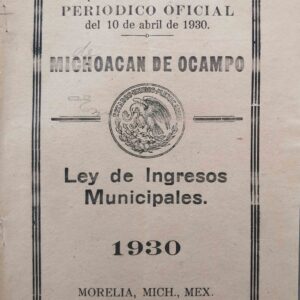 PERIODICO OFICIAL
del 10 de abril de 1930.
MICHOACAN DE OCAMPO
Ley de Ingresos
Municipales.
1930
MORELIA, MICH., MEX.